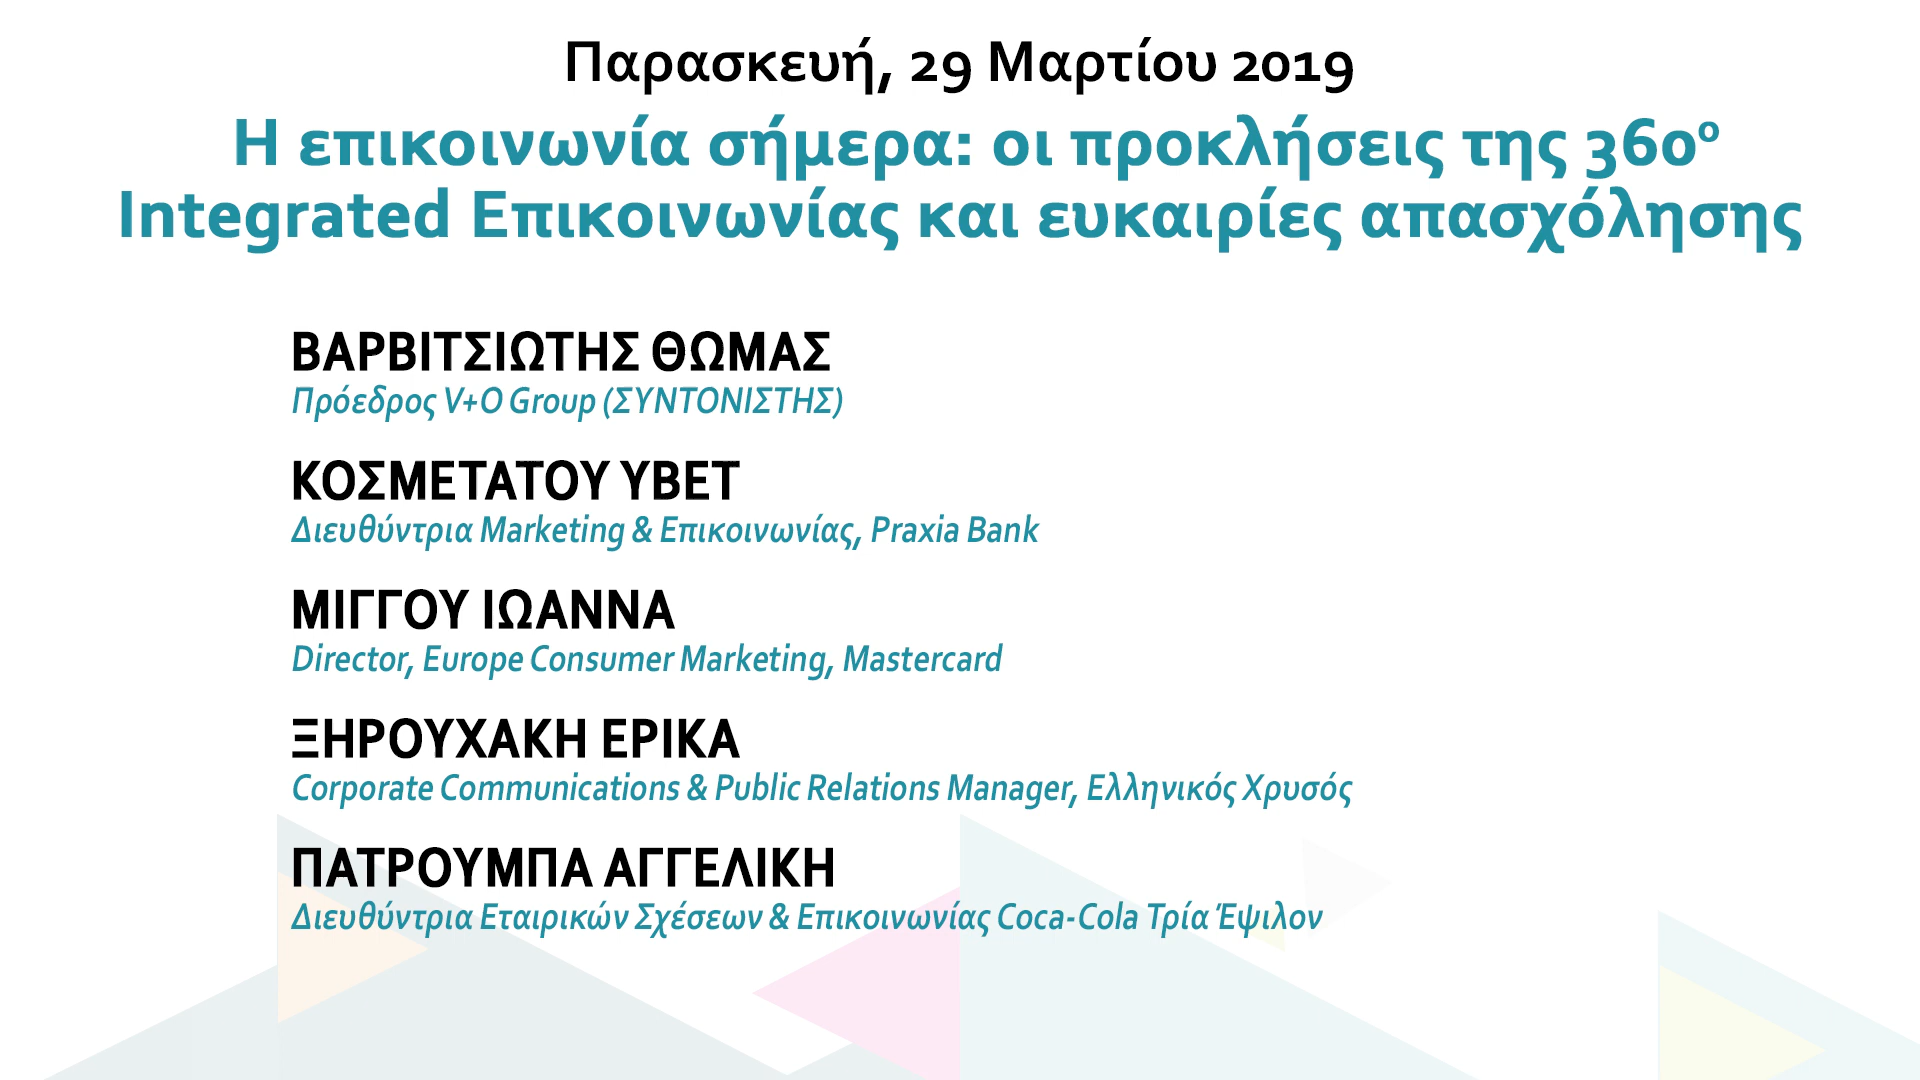 Παρασκευή, 29 Μαρτίου 2019
Η επικοινωνία σήμερα: οι προκλήσεις της 360º
Integrated Επικοινωνίας και ευκαιρίες απασχόλησης
ΒΑΡΒΙΤΣΙΩΤΗΣ ΘΩΜΑΣ
Πρόεδρος V+O Group (ΣΥΝΤΟΝΙΣΤΗΣ)
ΚΟΣΜΕΤΑΤΟΥ ΥΒΕΤ
Διευθύντρια Marketing & Επικοινωνίας, Praxia Bank
ΜΙΓΓΟΥ ΙΩΑΝΝΑ
Director, Europe Consumer Marketing, Mastercard
ΞΗΡΟΥΧΑΚΗ ΕΡΙΚΑ
Corporate Communications & Public Relations Manager, Ελληνικός Χρυσός
ΠΑΤΡΟΥΜΠΑ ΑΓΓΕΛΙΚΗ
Διευθύντρια Εταιρικών Σχέσεων & Επικοινωνίας Coca-Cola Τρία Έψιλον